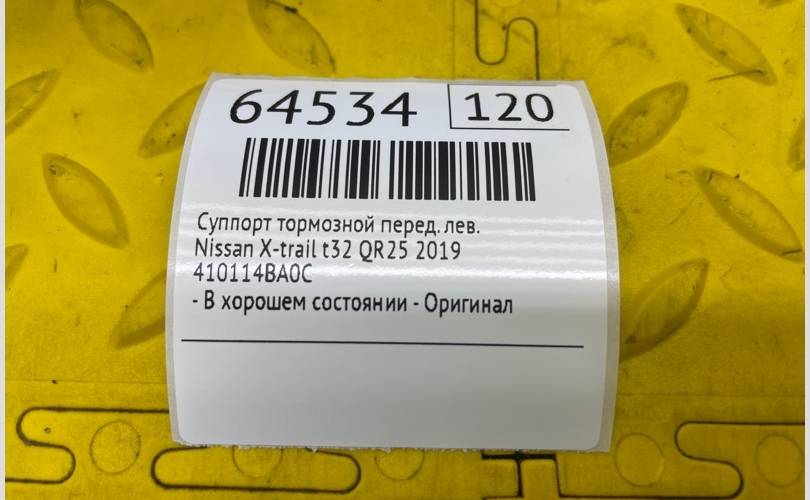 64534 120
Суппорт тормозной перед. лев.
Nissan X-trail t32 QR25 2019
410114BA0C
- В хорошем состоянии - Оригинал